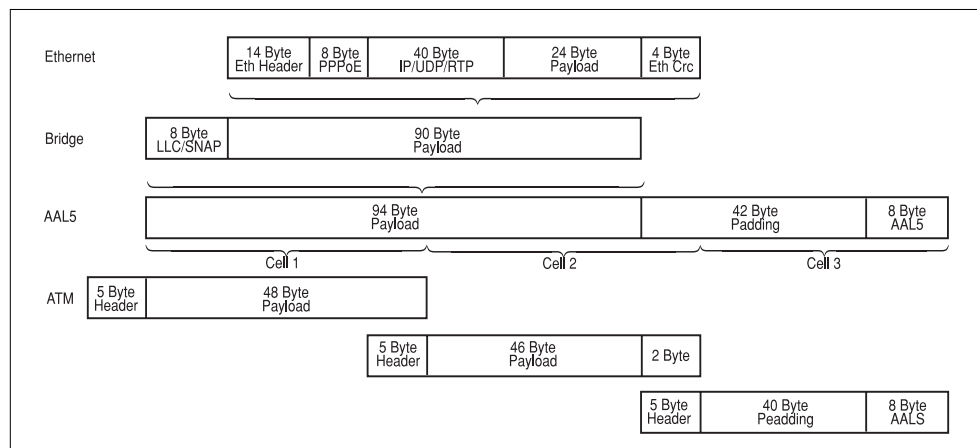 Ethernet
14 Byte
Eth Header
8 Byte
PPPoE
40 Byte
IP/UDP/RTP
24 Byte
Payload
4 Byte
Eth Crc
Bridge
8 Byte
LLC/SNAP
90 Byte
Payload
AAL5
94 Byte
Payload
42 Byte
Padding
8 Byte
AAL5
Cell 1
Cell 2
Cell 3
ATM
5 Byte
Header
48 Byte
Payload
5 Byte
Header
46 Byte
Payload
2 Byte
5 Byte
Header
40 Byte
Peadding
8 Byte
AALS